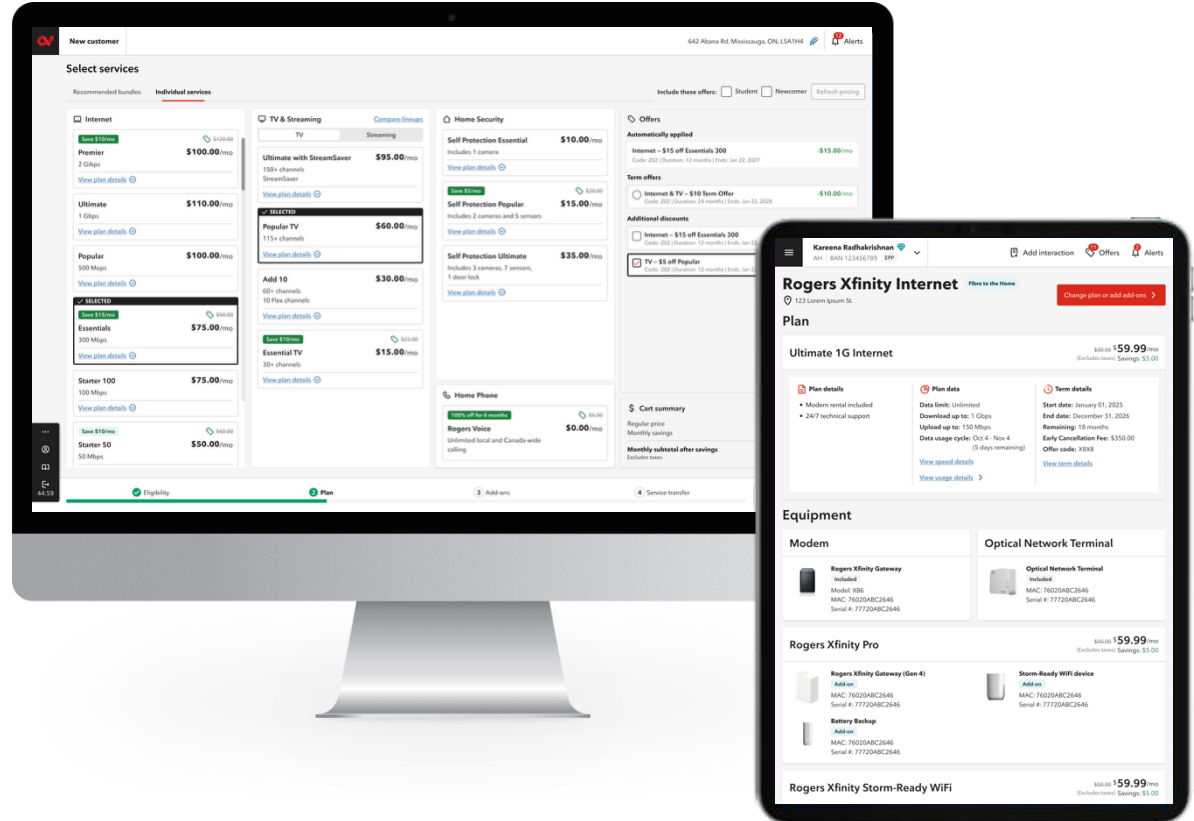 New customer
642 Abana Rd, Mississauga, ON, L5A1H4
12
Alerts
Select services
Recommended bundles
Individual services
Include these offers:
Student
Newcomer
Refresh pricing
Internet
Save $10/mo
$120.00
Premier
$100.00/mo
2 Gibps
View plan details
Ultimate
$110.00/mo
1 Gbps
View plan details
Popular
$100.00/mo
500 Mbps
View plan details
SELECTED
Save $15/mo
$90.00
Essentials
$75.00/mo
300 Mbps
View plan details
Starter 100
$75.00/mo
100 Mbps
View plan details
Save $10/mo
$60.00
Starter 50
$50.00/mo
50 Mbps
TV & Streaming
Compare lineups
TV
Streaming
Ultimate with StreamSaver
$95.00/mo
150+ channels
StreamSaver
View plan details
SELECTED
Popular TV
$60.00/mo
115+ channels
View plan details
Add 10
$30.00/mo
60+ channels
10 Flex channels
View plan details
Save $10/mo
$25.00
Essential TV
$15.00/mo
30+ channels
View plan details
Home Security
Self Protection Essential
$10.00/mo
Includes 1 camera
View plan details
Save $5/mo
$20.00
Self Protection Popular
$15.00/mo
Includes 2 cameras and 5 sensors
View plan details
Self Protection Ultimate
$35.00/mo
Includes 3 cameras, 7 sensors,
1 door lock
View plan details
Home Phone
100% off for 6 months
$5.00
Rogers Voice
$0.00/mo
Unlimited local and Canada-wide
calling
Offers
Automatically applied
Internet – $15 off Essentials 300
-$15.00/mo
Code: Z02 | Duration: 12 months | Ends: Jan 22, 2027
Term offers
Internet & TV – $10 Term Offer
-$10.00/mo
Code: Z02 | Duration: 24 months | Ends: Jan 22, 2028
Additional discounts
Internet – $15 off Essentials 300
Code: Z02 | Duration: 12 months | Ends: Jan 22,
TV – $5 off Popular
Code: Z02 | Duration: 12 months | Ends: Jan 22
Cart summary
Regular price
Monthly savings
Monthly subtotal after savings
Excludes taxes
44:59
Eligibility
2 Plan
3 Add-ons
4 Service transfer
Kareena Radhakrishnan
AH | BAN 123456789 EPP
Add interaction
11
Offers
2
Alerts
Rogers Xfinity Internet
Fibre to the Home
123 Lorem Ipsum St.
Change plan or add add-ons
Plan
Ultimate 1G Internet
$90.00 $59.99/mo
(Excludes taxes) Savings: $5.00
Plan details
• Modem rental included
• 24/7 technical support
Plan data
Data limit: Unlimited
Download up to: 1 Gbps
Upload up to: 150 Mbps
Data usage cycle: Oct 4 - Nov 4
(5 days remaining)
View speed details
View usage details
Term details
Start date: January 01, 2025
End date: December 31, 2026
Remaining: 18 months
Early Cancellation Fee: $350.00
Offer code: X8X8
View term details
Equipment
Modem
Rogers Xfinity Gateway
Included
Model: XB6
MAC: 76020ABC2646
Serial #: 77720ABC2646
Optical Network Terminal
Optical Network Terminal
Included
MAC: 76020ABC2646
Serial #: 77720ABC2646
Rogers Xfinity Pro
$00.00 $59.99/mo
(Excludes taxes) Savings: $5.00
Rogers Xfinity Gateway (Gen 4)
Add-on
MAC: 76020ABC2646
Serial #: 77720ABC2646
Storm-Ready WiFi device
Add-on
MAC: 76020ABC2646
Serial #: 77720ABC2646
Battery Backup
Add-on
MAC: 76020ABC2646
Serial #: 77720ABC2646
Rogers Xfinity Storm-Ready WiFi
$00.00 $59.99/mo
(Excludes taxes) Savings: $5.00